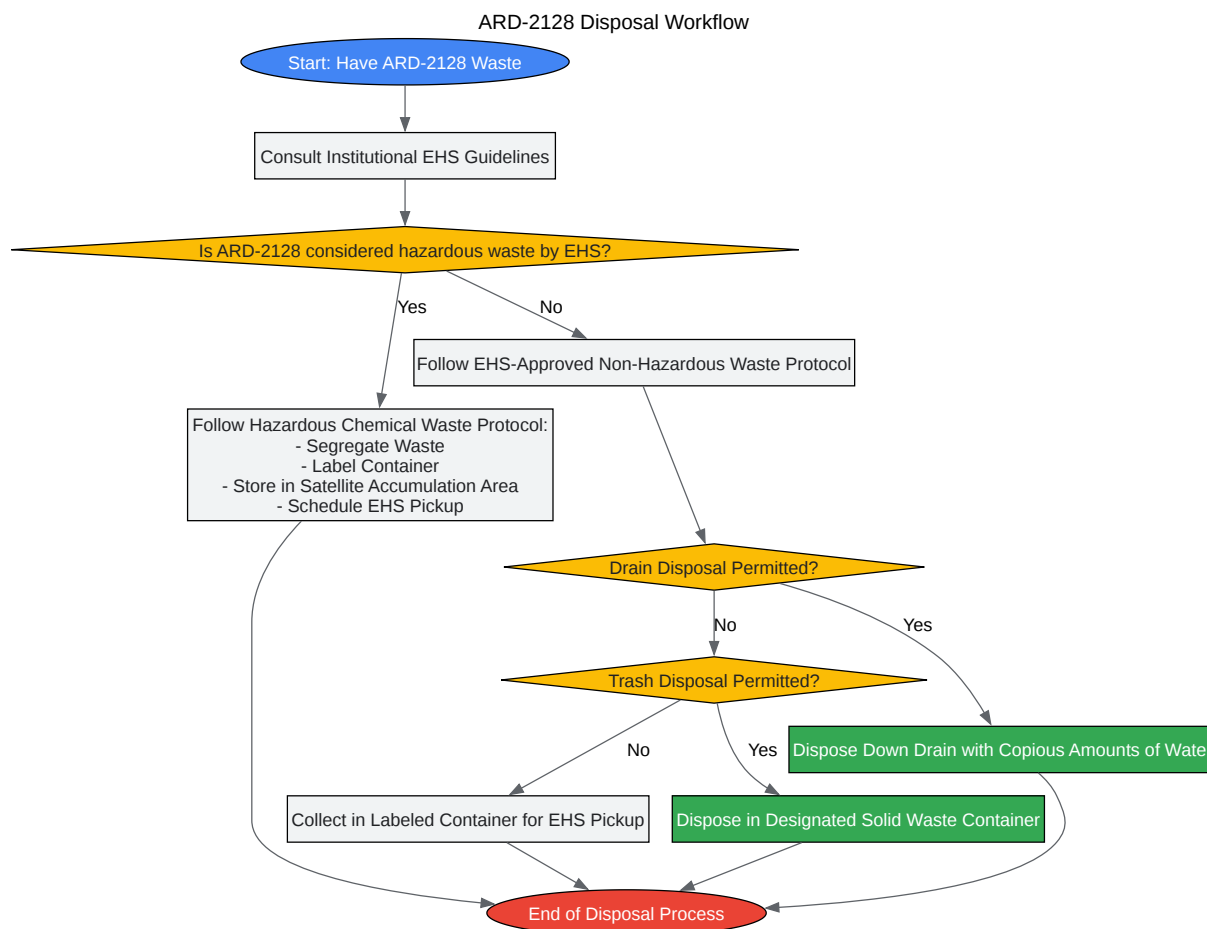 ARD-2128 Disposal Workflow
Start: Have ARD-2128 Waste
Consult Institutional EHS Guidelines
Is ARD-2128 considered hazardous waste by EHS?
Yes
No
Follow EHS-Approved Non-Hazardous Waste Protocol
Follow Hazardous Chemical Waste Protocol:
- Segregate Waste
- Label Container
- Store in Satellite Accumulation Area
- Schedule EHS Pickup
Drain Disposal Permitted?
No
Yes
Trash Disposal Permitted?
No
Yes
Dispose Down Drain with Copious Amounts of Wate
Collect in Labeled Container for EHS Pickup
Dispose in Designated Solid Waste Container
End of Disposal Process